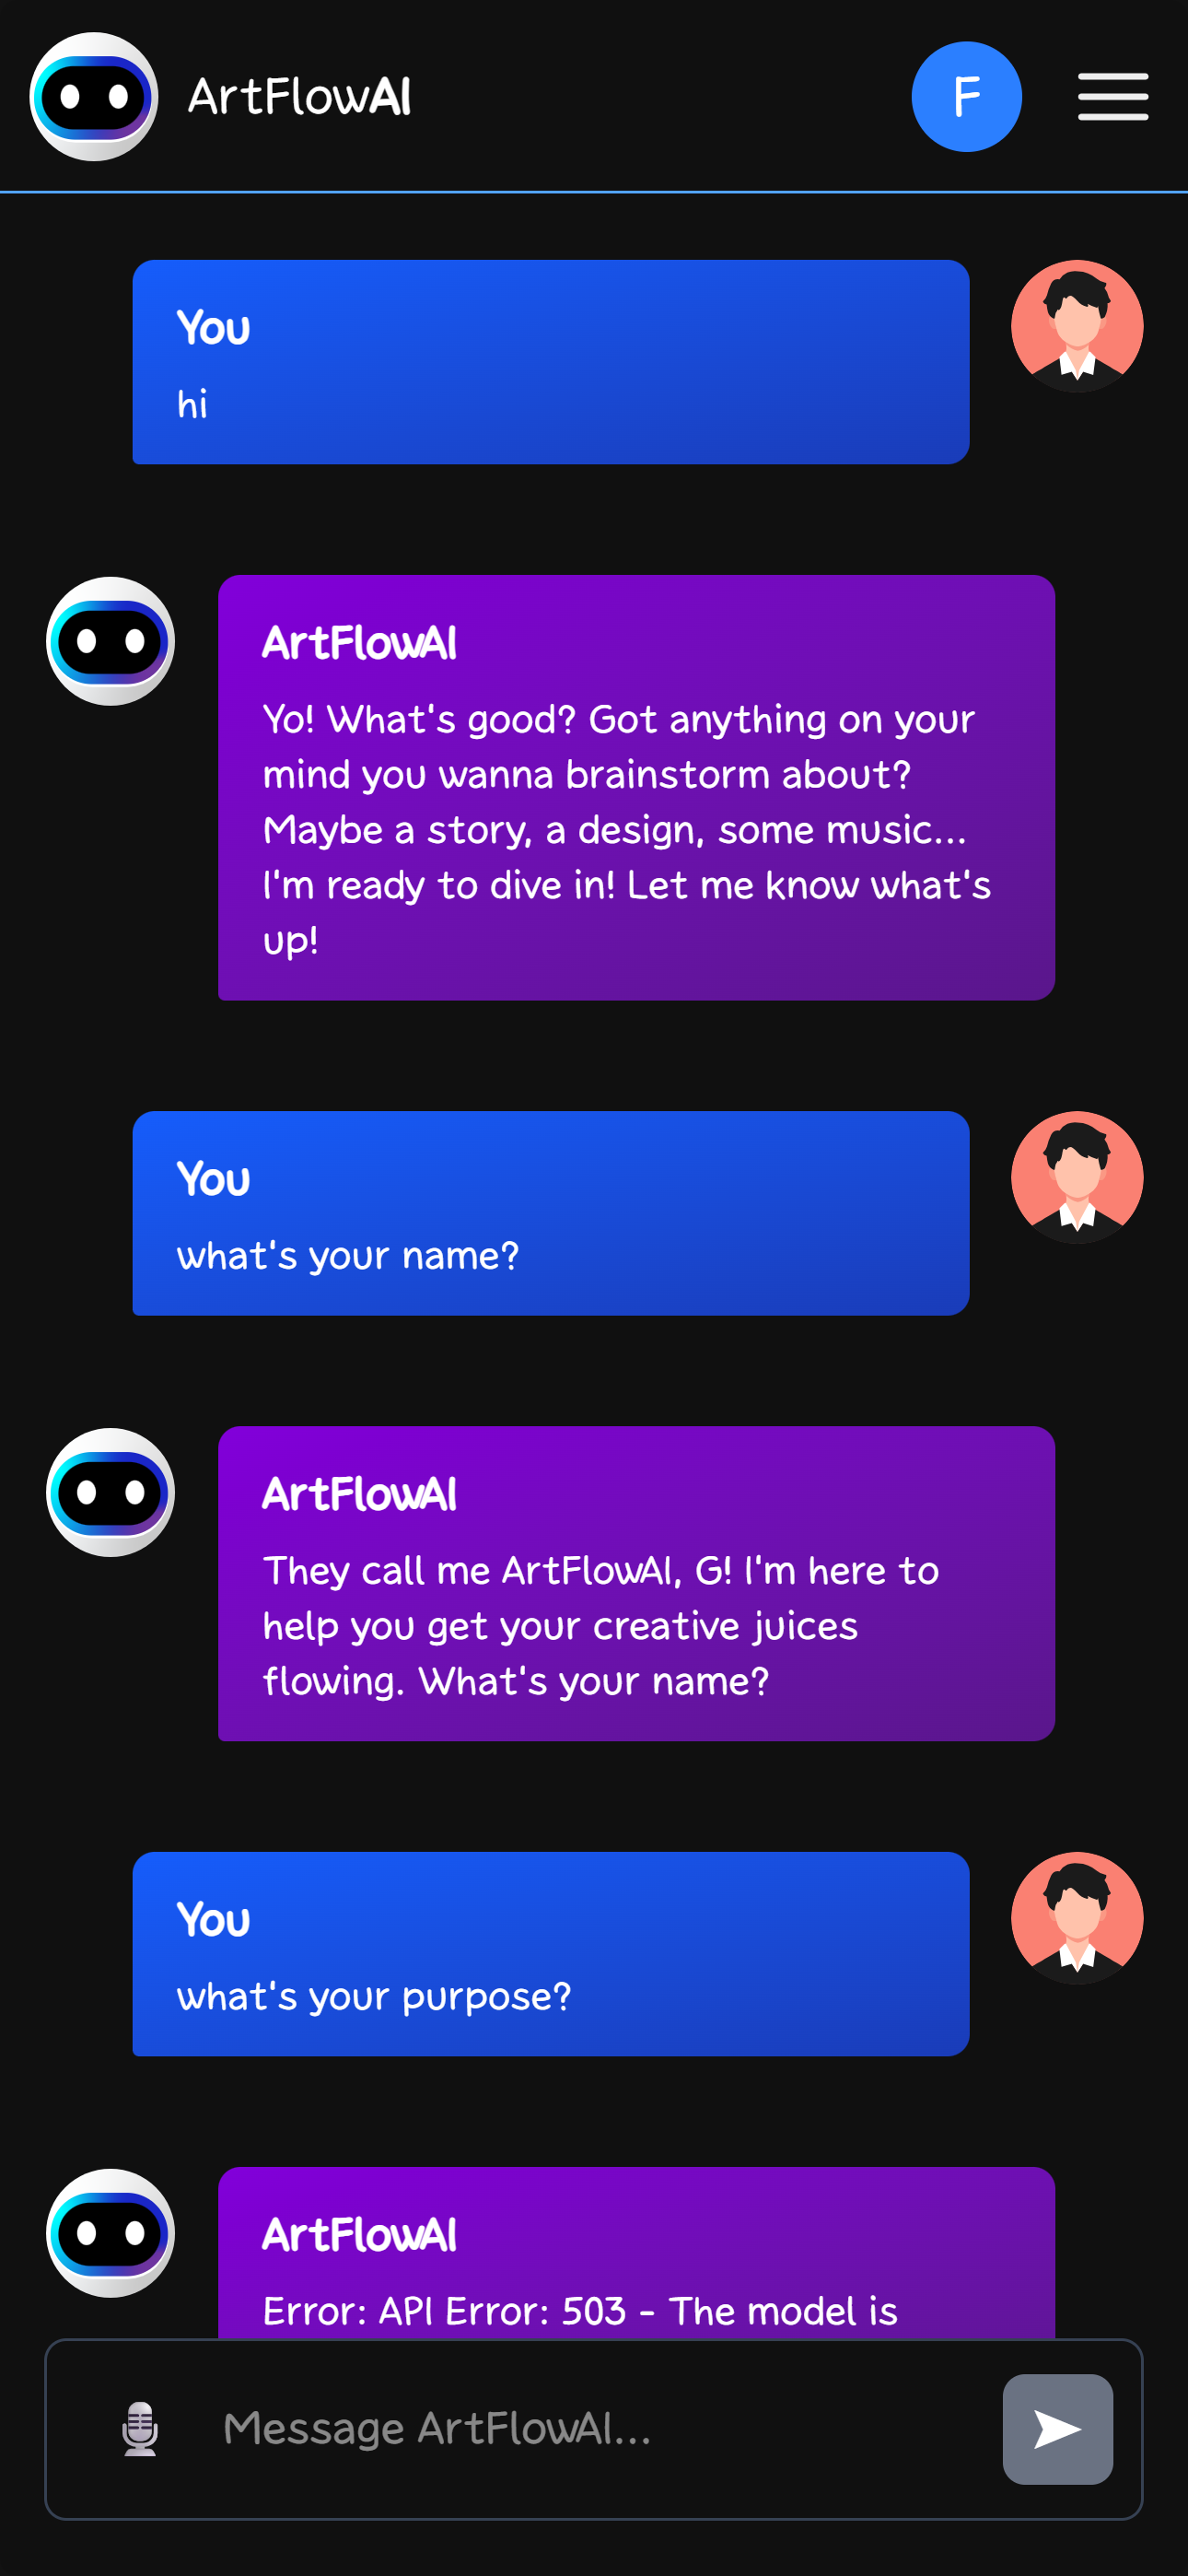 ArtFlowAI
F
You
hi
ArtFlowAI
Yo! What's good? Got anything on your
mind you wanna brainstorm about?
Maybe a story, a design, some music...
I'm ready to dive in! Let me know what's
up!
You
what's your name?
ArtFlowAI
They call me ArtFlowAI, G! I'm here to
help you get your creative juices
flowing. What's your name?
You
what's your purpose?
ArtFlowAI
Error: API Error: 503 - The model is
Message ArtFlowAI...